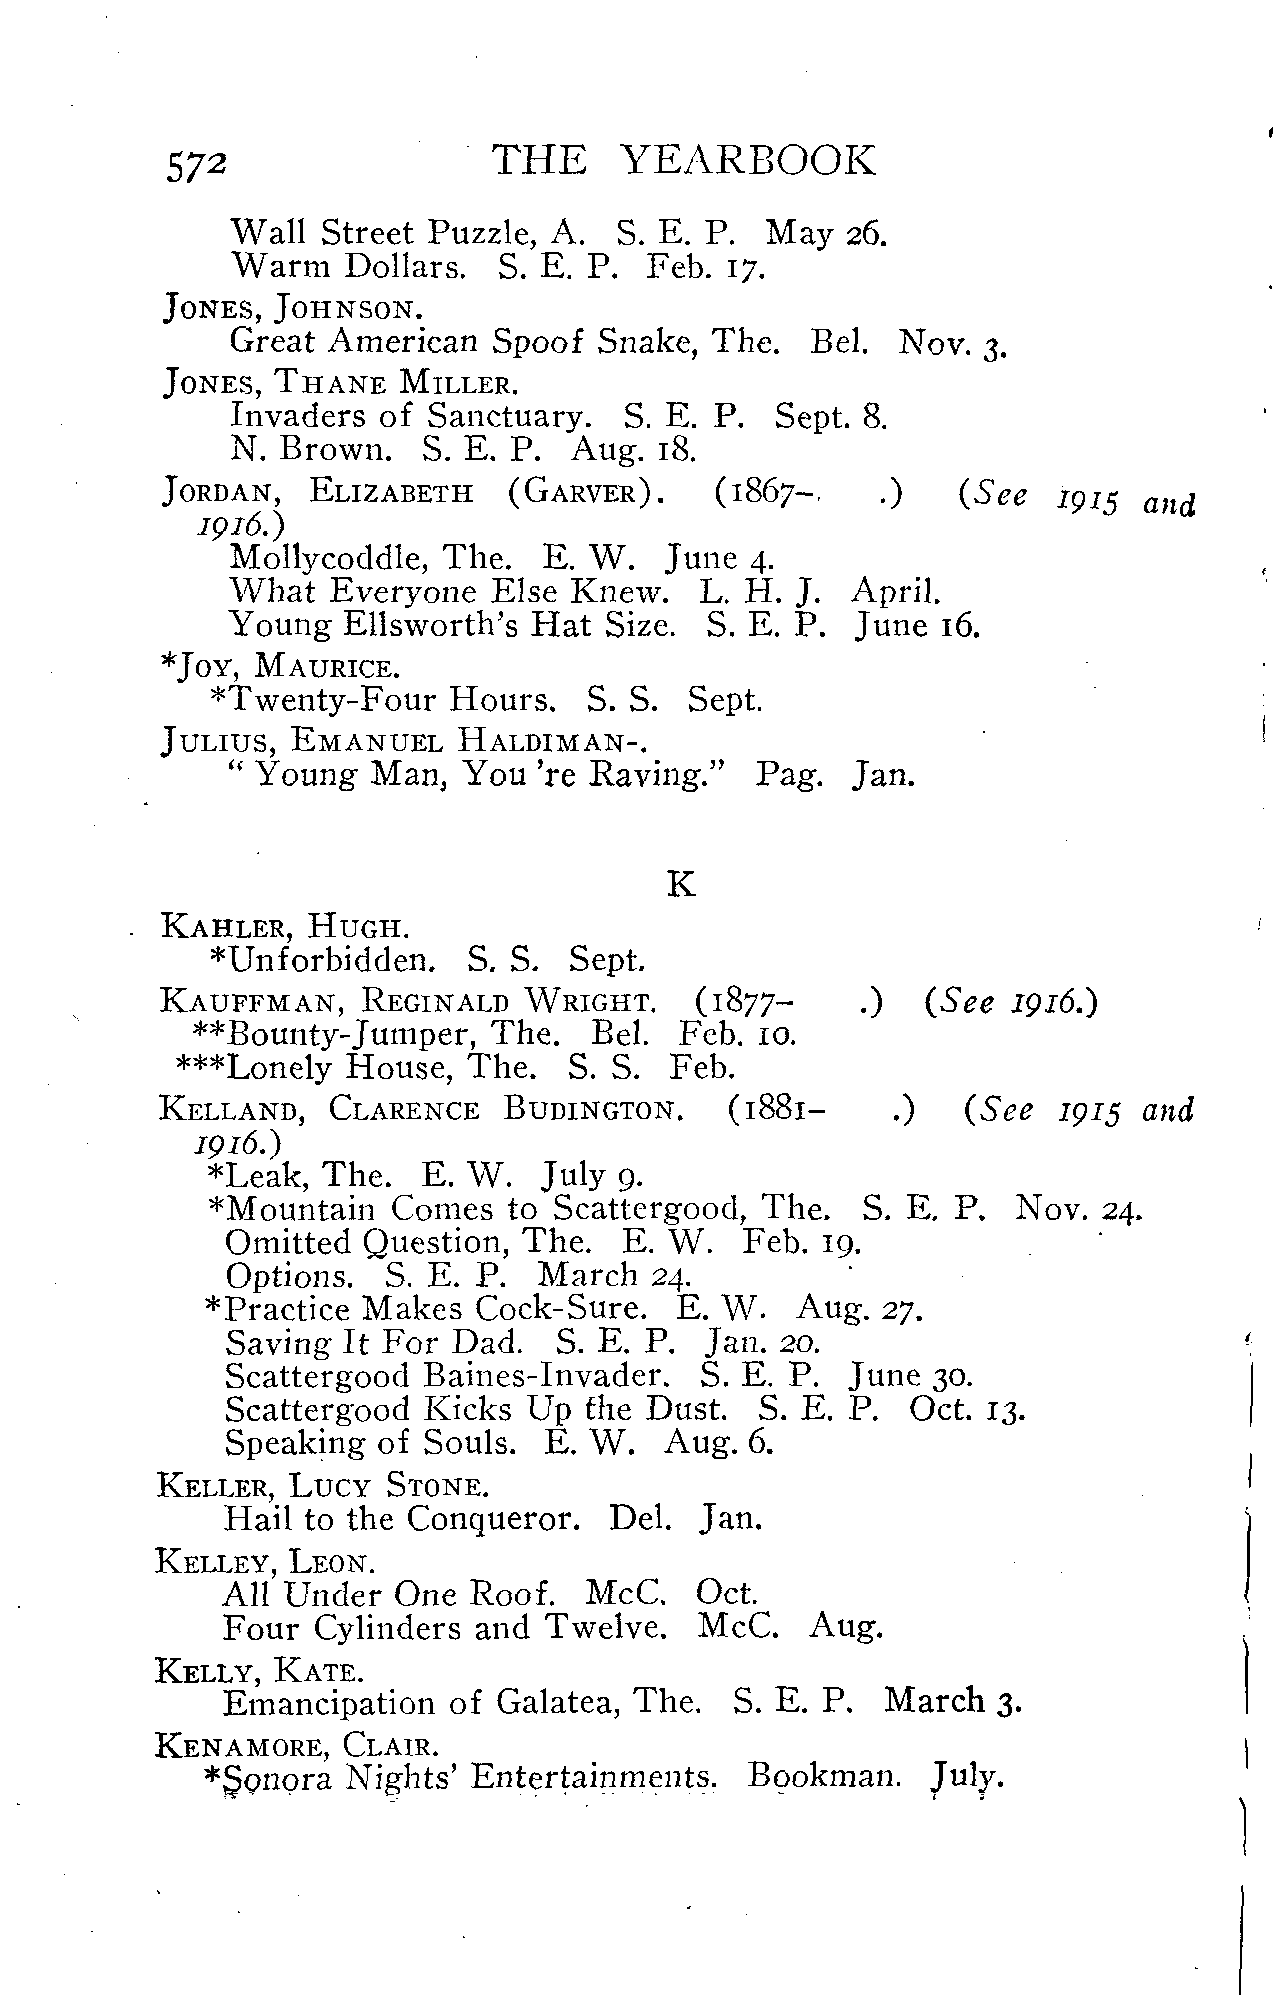 572 THE YEARBOOK
Wall Street Puzzle, A. S. E. P. May 26.
Warm Dollars. S. E. P. Feb. 17.
JONES, JOHNSON.
Great American Spoof Snake, The. Bel. Nov. 3.
JONES, THANE MILLER.
Invaders of Sanctuary. S. E. P. Sept. 8.
N. Brown. S. E. P. Aug. 18.
JORDAN, ELIZABETH (GARVER). (1867– .) (See 1915 and
1916.)
Mollycoddle, The. E. W. June 4.
What Everyone Else Knew. L. H. J. April.
Young Ellsworth's Hat Size. S. E. P. June 16.
*JOY, MAURICE.
*Twenty-Four Hours. S. S. Sept.
JULIUS, EMANUEL HALDIMAN-.
" Young Man, You 're Raving." Pag. Jan.
K
KAHLER, HUGH.
*Unforbidden. S. S. Sept.
KAUFFMAN, REGINALD WRIGHT. (1877– .) (See 1916.)
**Bounty-Jumper, The. Bel. Feb. 10.
***Lonely House, The. S. S. Feb.
KELLAND, CLARENCE BUDINGTON. (1881– .) (See 1915 and
1916.)
*Leak, The. E. W. July 9.
*Mountain Comes to Scattergood, The. S. E. P. Nov. 24.
Omitted Question, The. E. W. Feb. 19.
Options. S. E. P. March 24.
*Practice Makes Cock-Sure. E. W. Aug. 27.
Saving It For Dad. S. E. P. Jan. 20.
Scattergood Baines-Invader. S. E. P. June 30.
Scattergood Kicks Up the Dust. S. E. P. Oct. 13.
Speaking of Souls. E. W. Aug. 6.
KELLER, LUCY STONE.
Hail to the Conqueror. Del. Jan.
KELLEY, LEON.
All Under One Roof. McC. Oct.
Four Cylinders and Twelve. McC. Aug.
KELLY, KATE.
Emancipation of Galatea, The. S. E. P. March 3.
KENAMORE, CLAIR.
*Sonora Nights' Entertainments. Bookman. July.